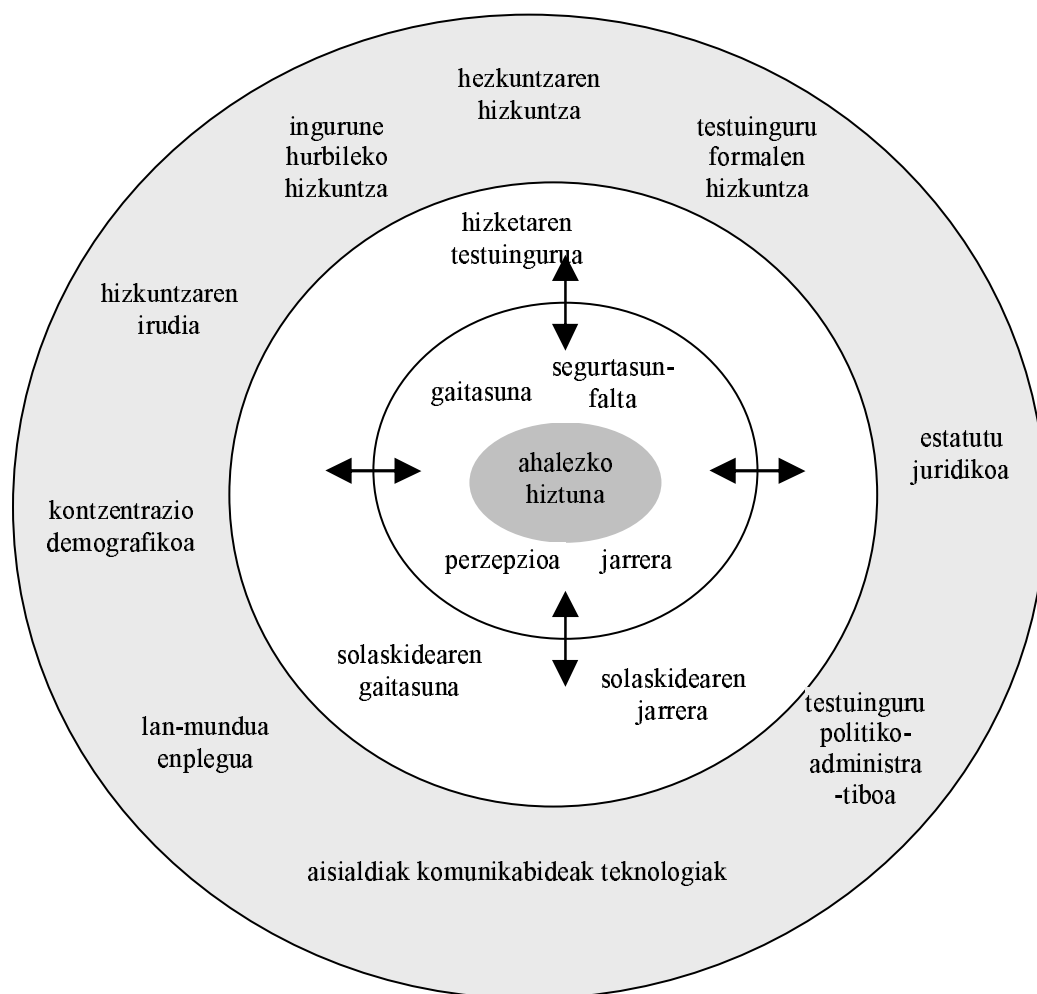 hezkuntzaren
hizkuntza
ingurune
hurbileko
hizkuntza
testuinguru
formalen
hizkuntza
hizketaren
testuingurua
hizkuntzaren
irudia
gaitasuna
segurtasun-
falta
ahalezko
hiztuna
estatutu
juridikoa
kontzentrazio
demografikoa
perzepzioa
jarrera
solaskidearen
gaitasuna
solaskidearen
jarrera
lan-mundua
enplegua
testuinguru
politiko-
administra
-tiboa
aisialdiak komunikabideak teknologiak